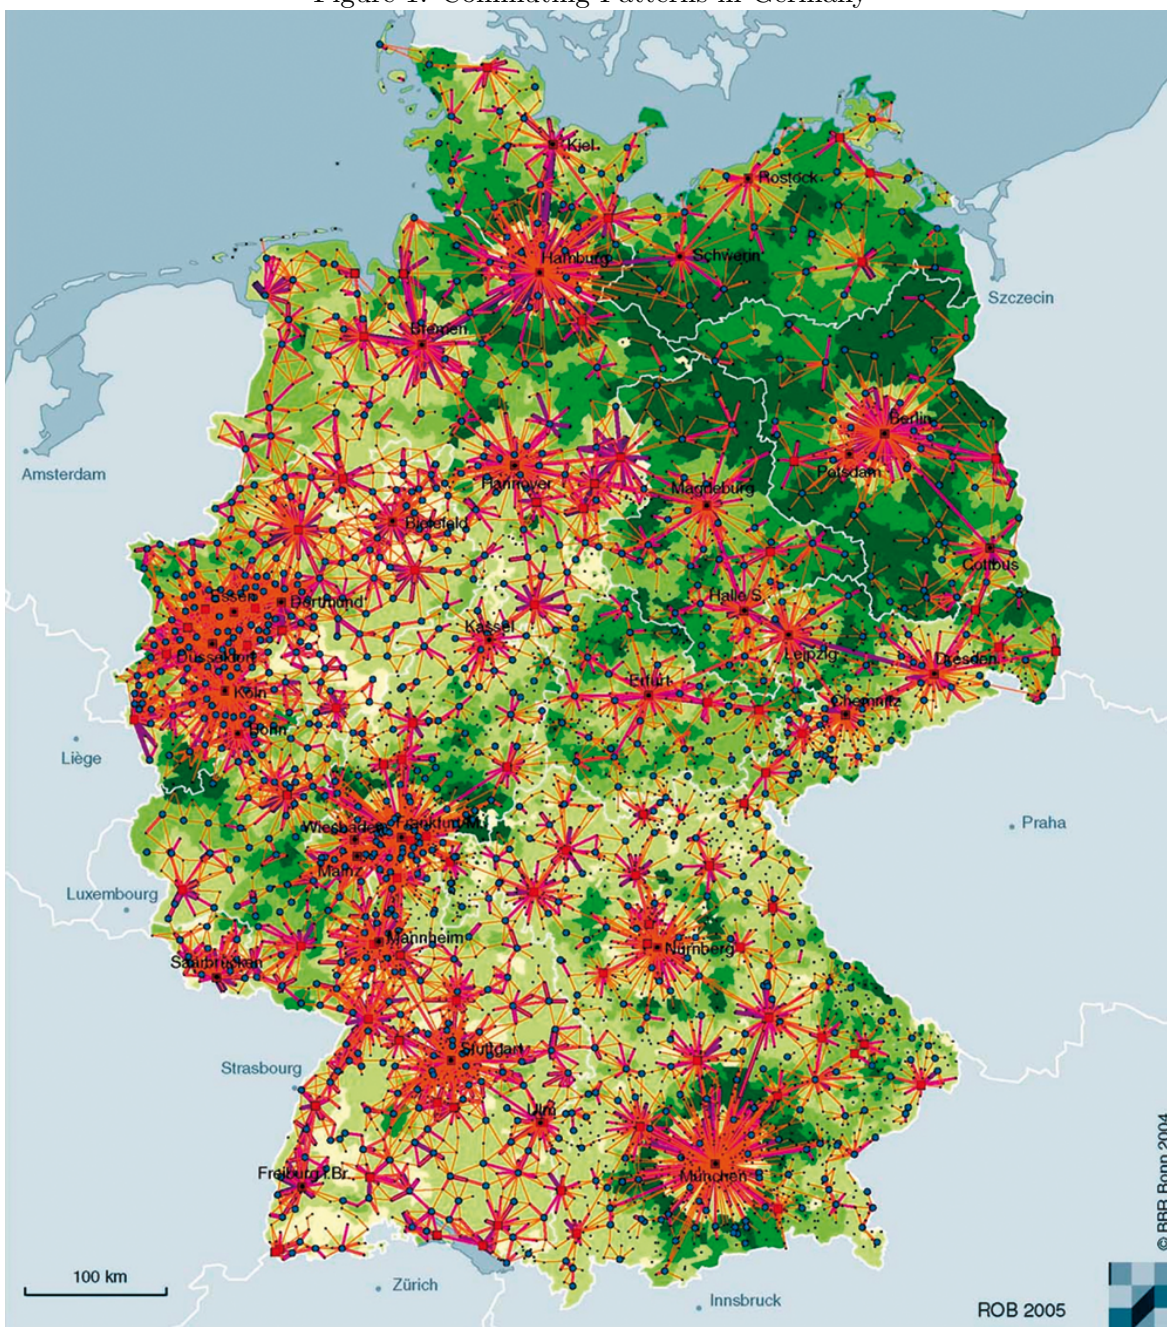 Figure 1: Commuting Patterns in Germany
Kiel
Rostock
Hamburg
Schwerin
Szczecin
Bremen
Berlin
Amsterdam
Potsdam
Hannover
Magdeburg
Bielefeld
Cottbus
Essen
Dortmund
Halle/S.
Kassel
Leipzig
Düsseldorf
Dresden
Erfurt
Köln
Chemnitz
Bonn
Liège
Wiesbaden
Frankfurt/M.
Praha
Mainz
Luxembourg
Mannheim
Nürnberg
Saarbrücken
Stuttgart
Strasbourg
Ulm
München
Freiburg i.Br.
© BBR Bonn 2004
100 km
Zürich
Innsbruck
ROB 2005